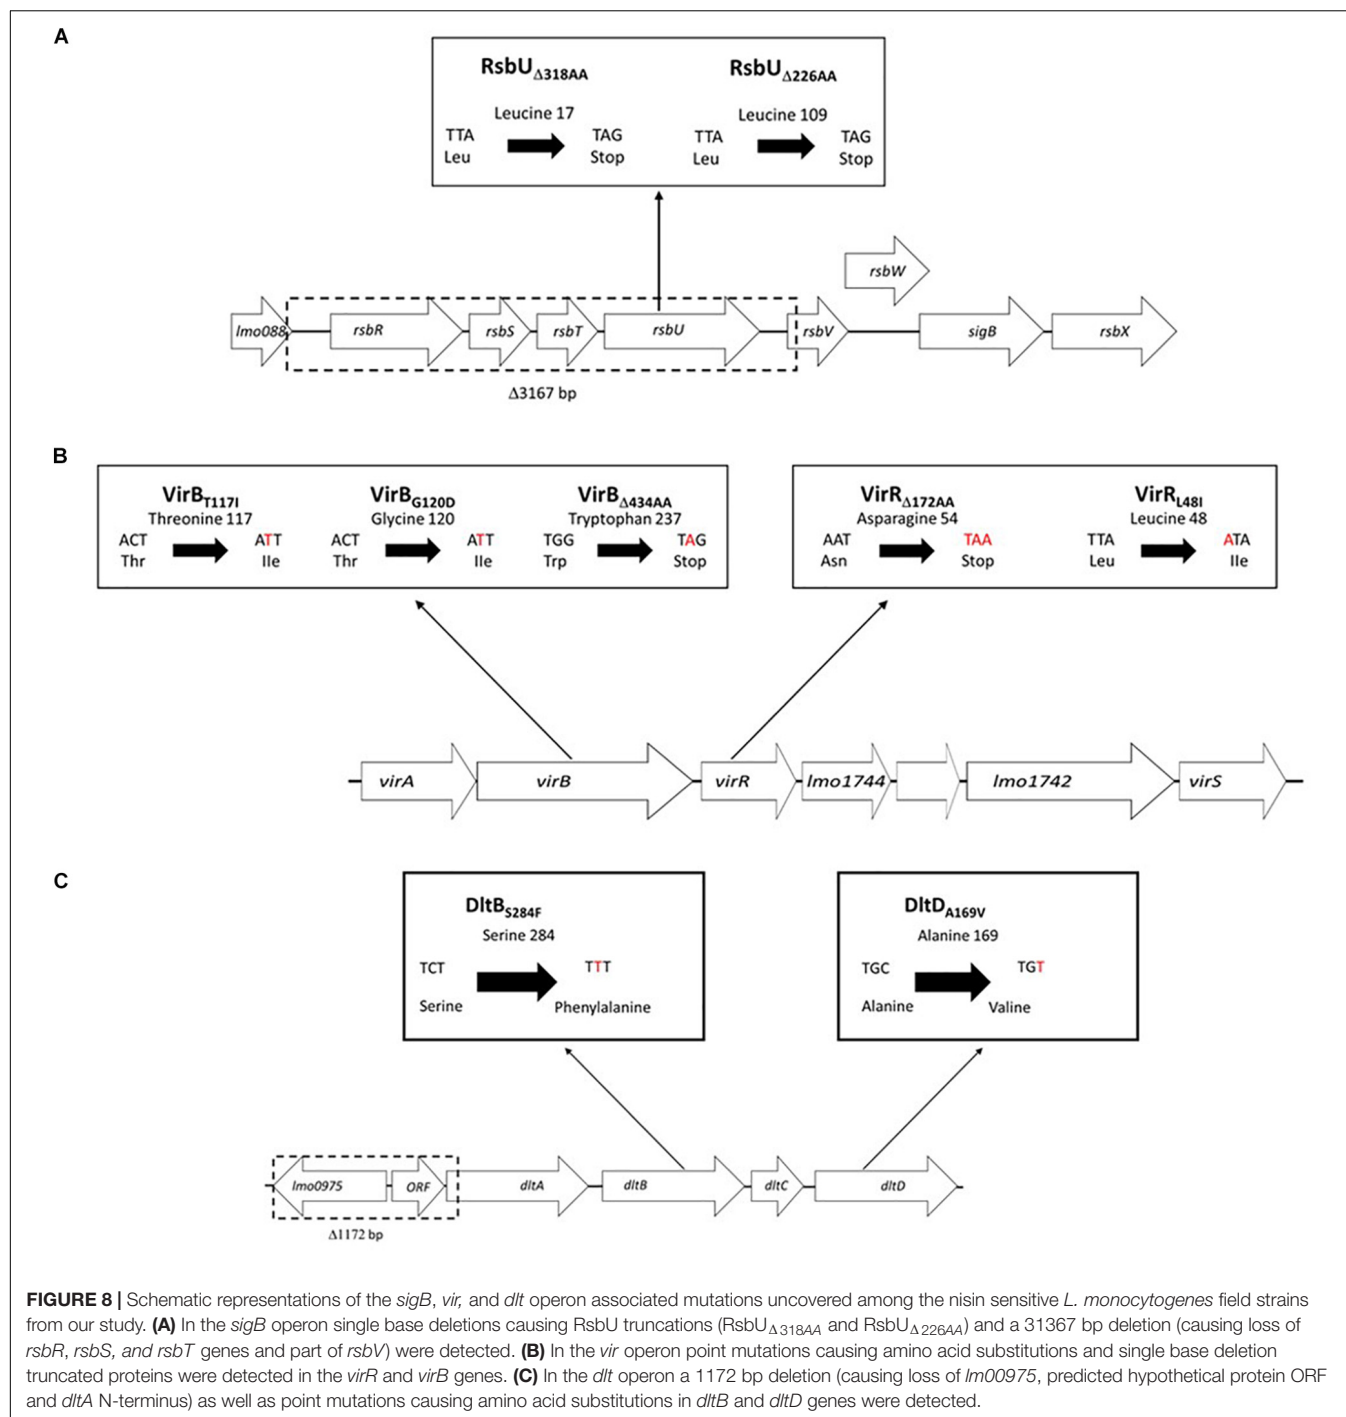 A
RsbUΔ318AA RsbUΔ226AA
Leucine 17 Leucine 109
TTA TAG TTA TAG
Leu Stop Leu Stop
rsbW
lmo088 rsbR rsbS rsbT rsbU rsbV sigB rsbX
Δ3167 bp
B
VirBT117I VirBG120D VirBΔ434AA
Threonine 117 Glycine 120 Tryptophan 237
ACT ATT ACT ATT TGG TAG
Thr Ile Thr Ile Trp Stop
VirRΔ172AA VirRL48I
Asparagine 54 Leucine 48
AAT TAA TTA ATA
Asn Stop Leu Ile
virA virB virR lmo1744 lmo1742 virS
C
DltBS284F
Serine 284
TCT TTT
Serine Phenylalanine
DltDA169V
Alanine 169
TGC TGT
Alanine Valine
lmo0975 ORF dltA dltB dltC dltD
Δ1172 bp
FIGURE 8 | Schematic representations of the sigB, vir, and dlt operon associated mutations uncovered among the nisin sensitive L. monocytogenes field strains
from our study. (A) In the sigB operon single base deletions causing RsbU truncations (RsbUΔ318AA and RsbUΔ226AA) and a 31367 bp deletion (causing loss of
rsbR, rsbS, and rsbT genes and part of rsbV) were detected. (B) In the vir operon point mutations causing amino acid substitutions and single base deletion
truncated proteins were detected in the virR and virB genes. (C) In the dlt operon a 1172 bp deletion (causing loss of lm00975, predicted hypothetical protein ORF
and dltA N-terminus) as well as point mutations causing amino acid substitutions in dltB and dltD genes were detected.